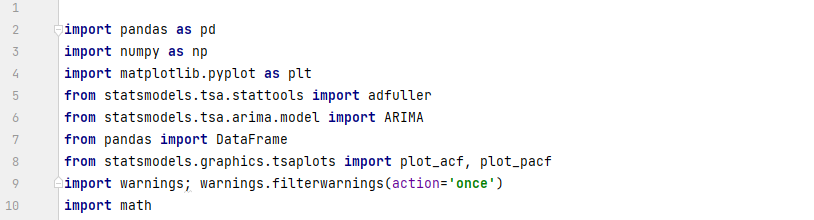 1
2 import pandas as pd
3 import numpy as np
4 import matplotlib.pyplot as plt
5 from statsmodels.tsa.stattools import adfuller
6 from statsmodels.tsa.arima.model import ARIMA
7 from pandas import DataFrame
8 from statsmodels.graphics.tsaplots import plot_acf, plot_pacf
9 import warnings; warnings.filterwarnings(action='once')
10 import math